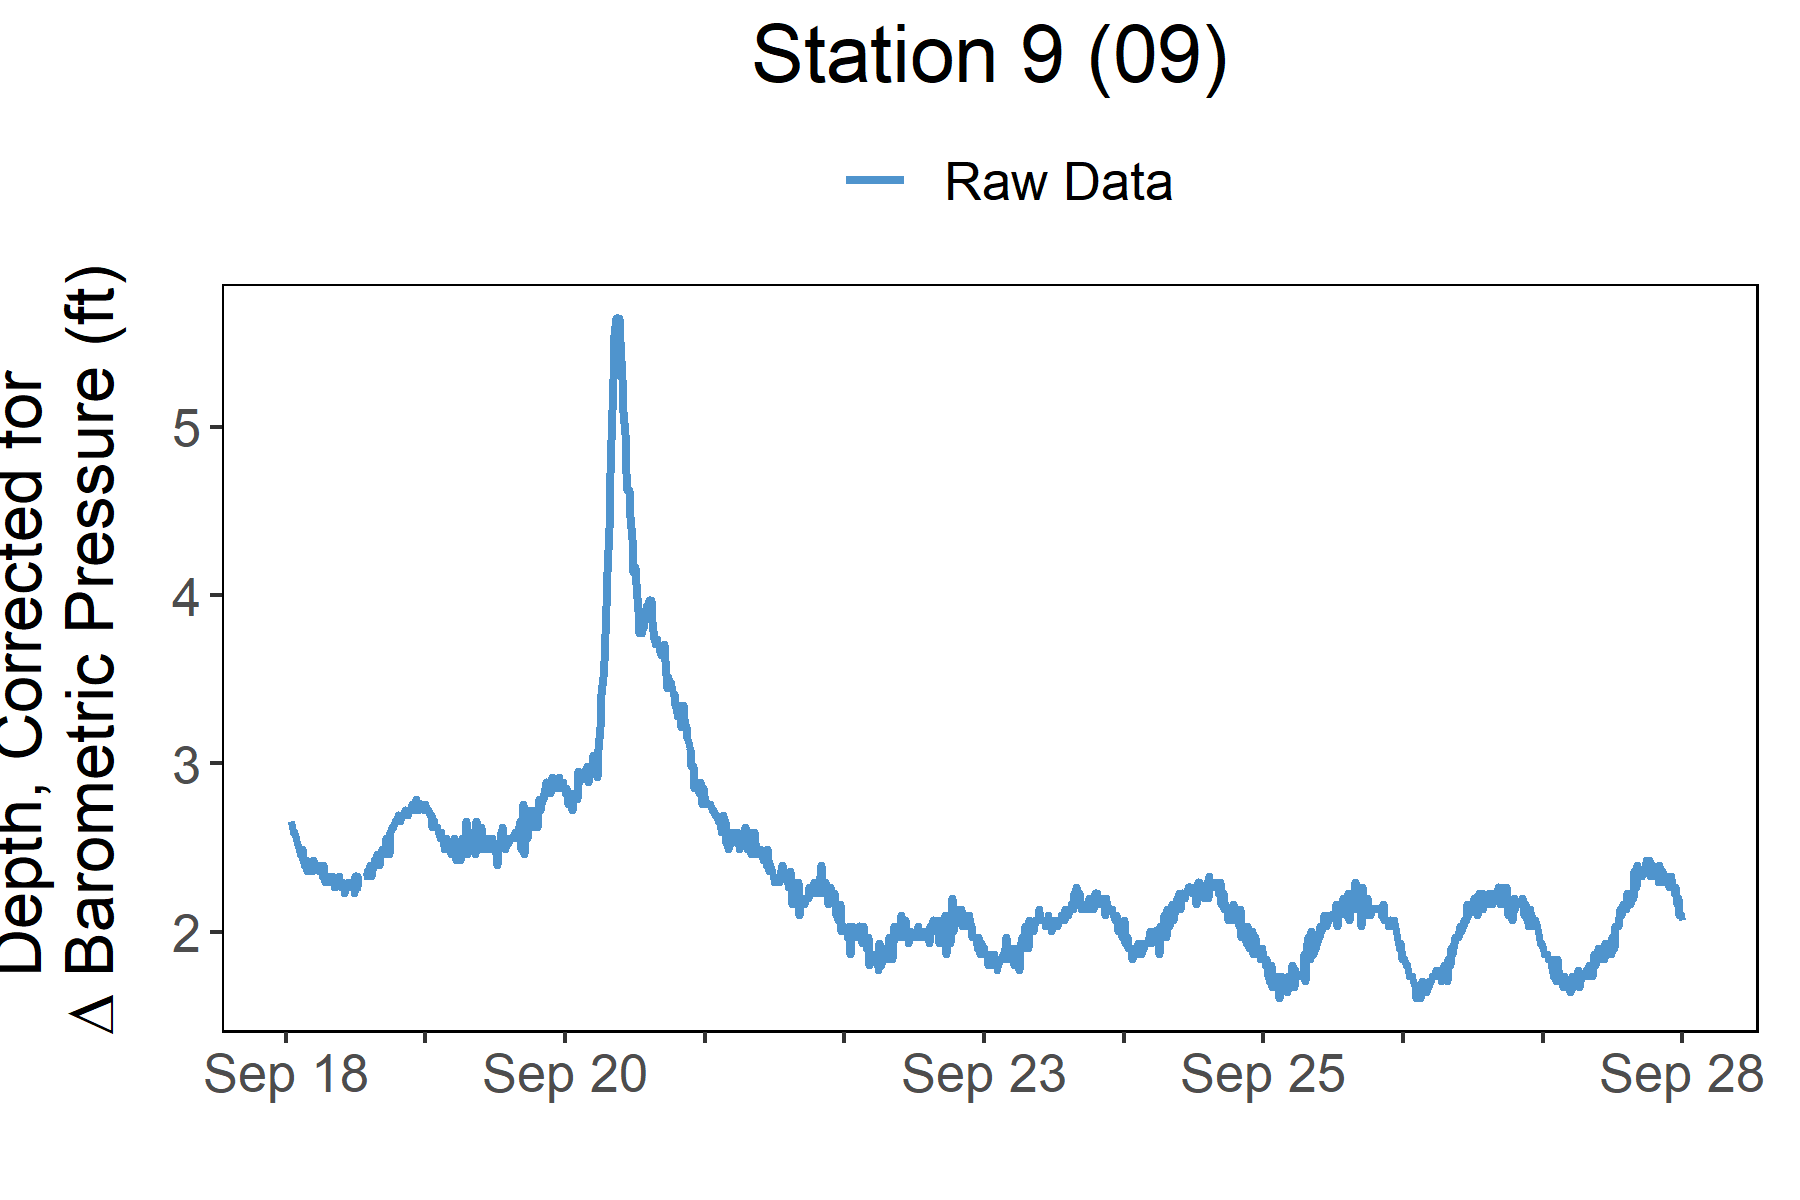 Station 9 (09)
Raw Data
Depth, Corrected for
Δ Barometric Pressure (ft)
5
4
3
2
Sep 18 Sep 20 Sep 23 Sep 25 Sep 28